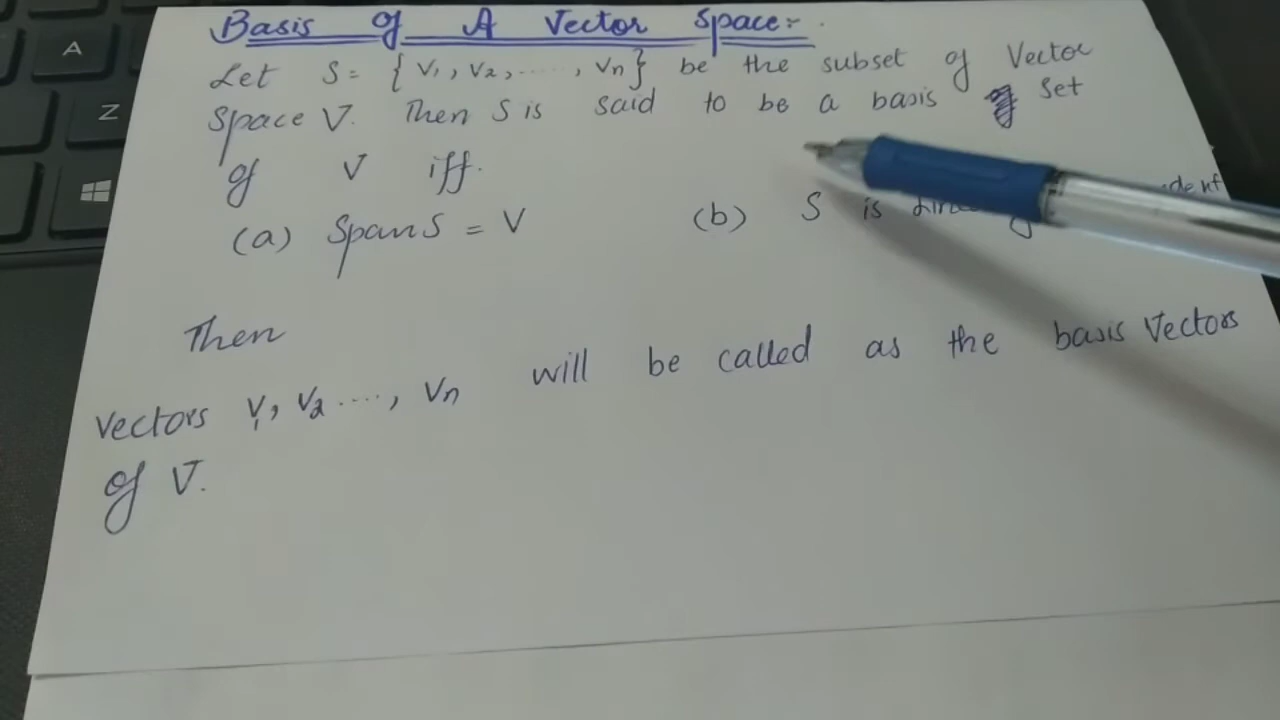 Basis of A Vector Space:-
Let S = { V1, V2, ......, Vn } be the subset of Vector
Space V. Then S is said to be a basis set
of V iff.
(a) Span S = V (b) S is
Then
Vectors V1, V2 ...., Vn will be called as the basis Vectors
of V.
A
Z